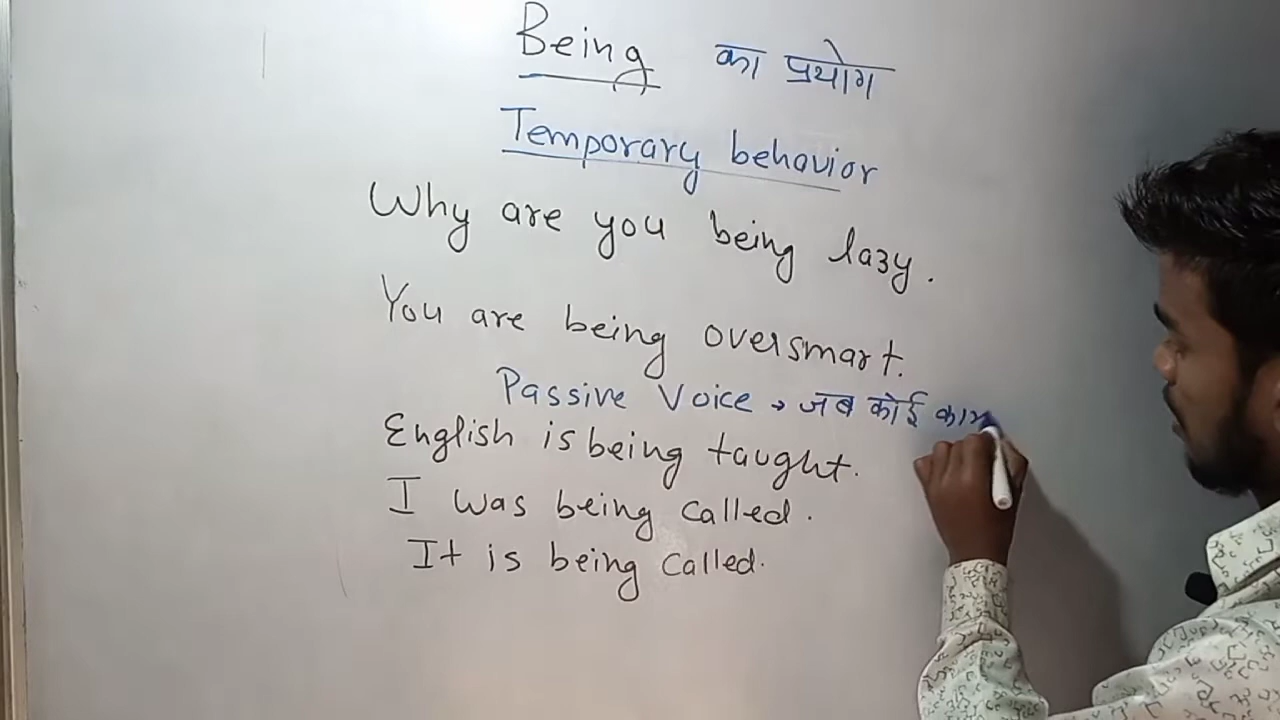 Being का प्रयोग
Temporary behavior
Why are you being lazy.
You are being oversmart.
Passive Voice → जब कोई काम
English is being taught.
I was being called.
It is being called.